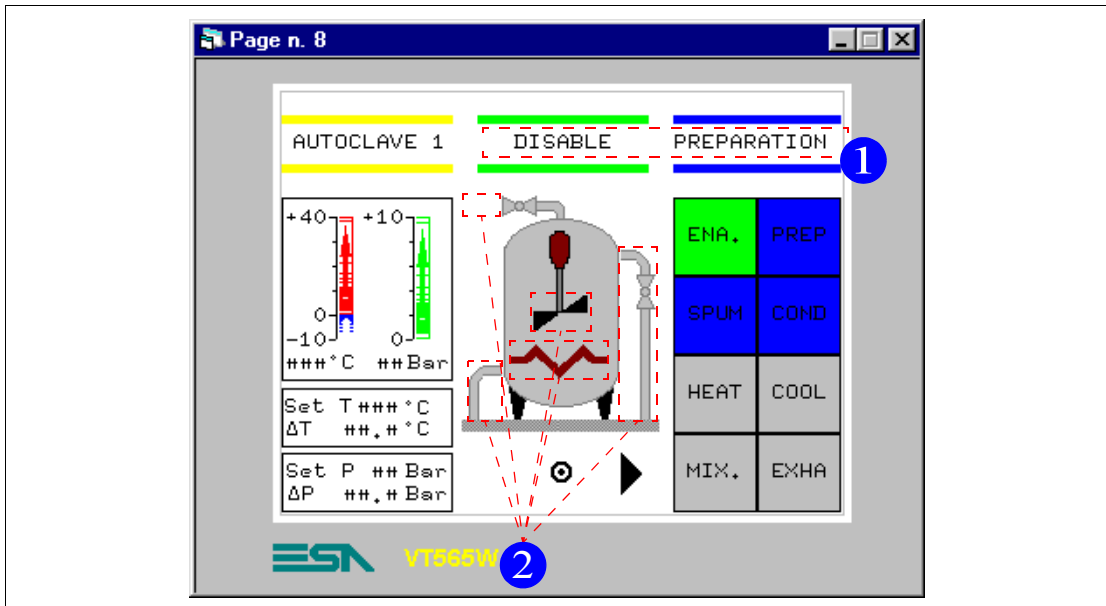 Page n. 8
AUTOCLAVE 1 DISABLE PREPARATION
1
+40 +10
0
-10 0
###°C ##Bar
Set T###°C
ΔT ##.#°C
Set P ##Bar
ΔP ##.#Bar
ENA. PREP
SPUM COND
HEAT COOL
MIX. EXHA
ESA VT565W
2